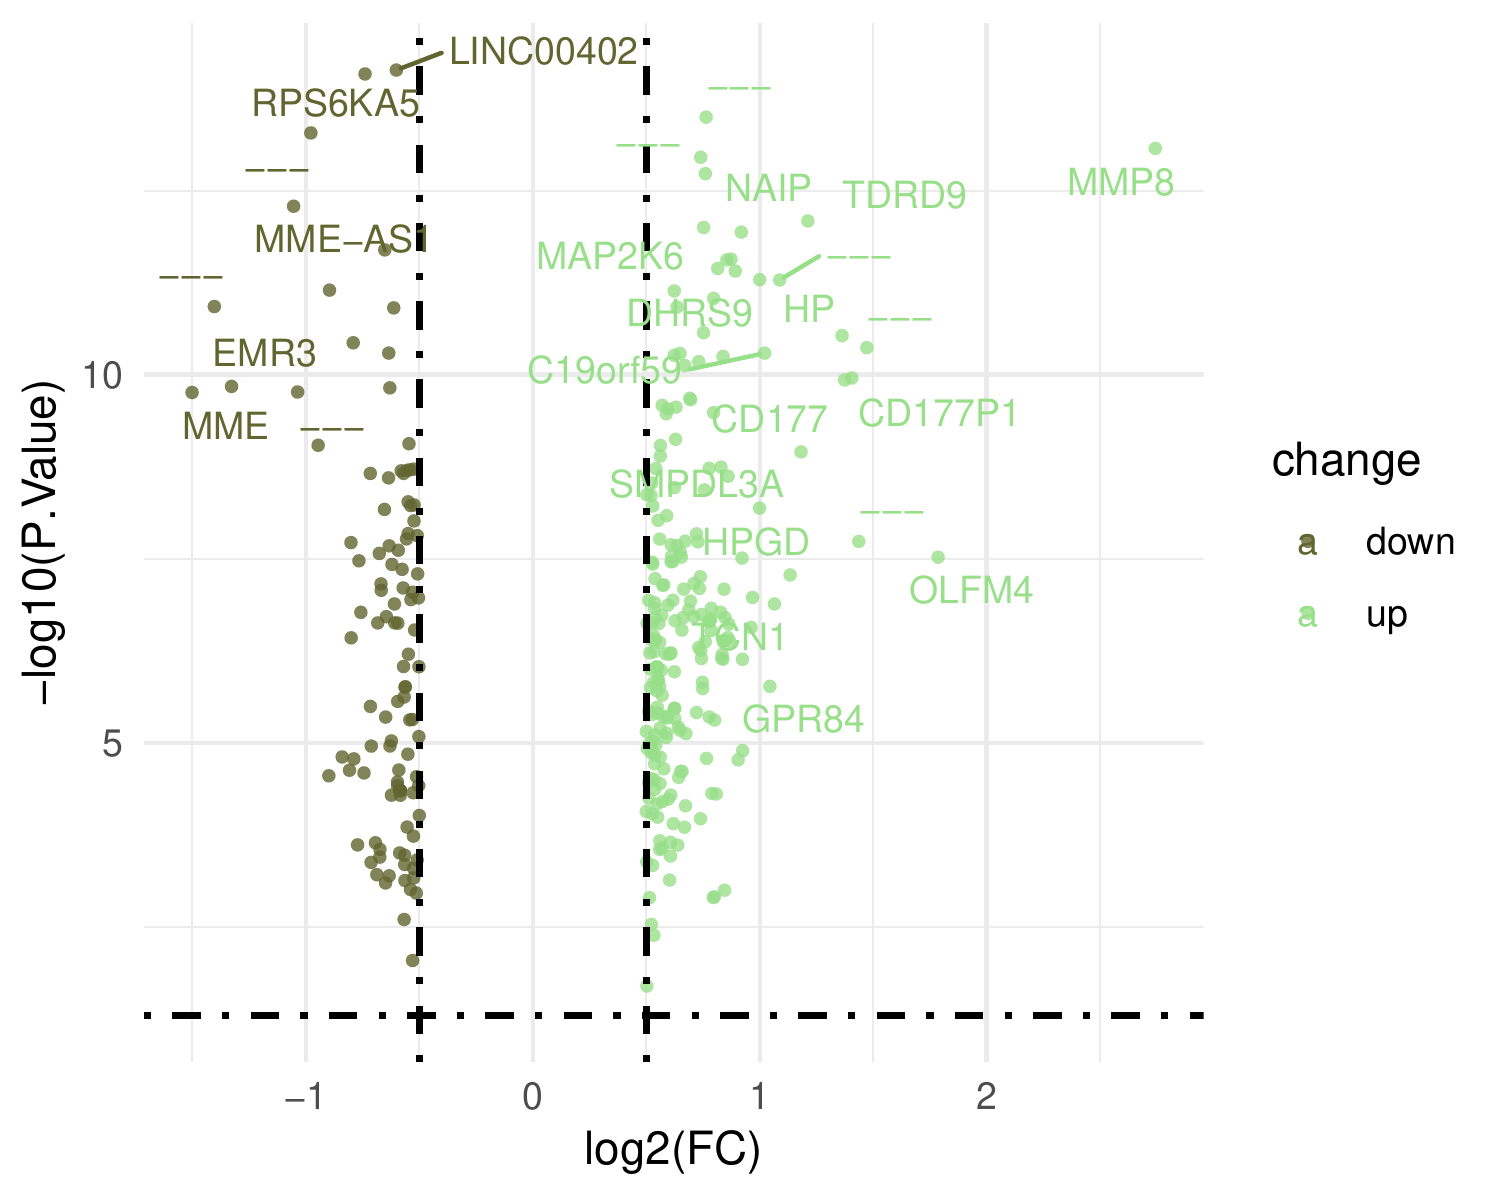 LINC00402
RPS6KA5
---
---
---
NAIP
TDRD9
MMP8
MME-AS1
MAP2K6
---
---
DHRS9
HP
---
EMR3
C19orf59
MME
---
CD177
CD177P1
SMPDL3A
---
HPGD
OLFM4
TCN1
GPR84
10
5
-1
0
1
2
log2(FC)
-log10(P.Value)
change
a down
a up